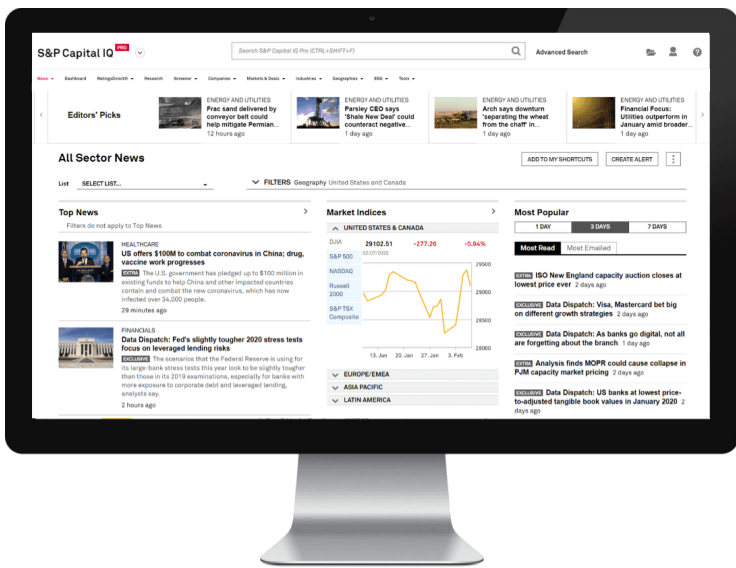 S&P Capital IQ PRO
Search S&P Capital IQ Pro (CTRL+SHIFT+F)
Advanced Search
News Dashboard RatingsDirect® Research Screener Companies Markets & Deals Industries Geographies ESG Tools
Editors' Picks
ENERGY AND UTILITIES
Frac sand delivered by
conveyor belt could
help mitigate Permian...
12 hours ago
ENERGY AND UTILITIES
Parsley CEO says
'Shale New Deal' could
counteract negative...
1 day ago
ENERGY AND UTILITIES
Arch says downturn
'separating the wheat
from the chaff' in...
1 day ago
ENERGY AND UTILITIES
Financial Focus:
Utilities outperform in
January amid broader...
1 day ago
All Sector News
ADD TO MY SHORTCUTS
CREATE ALERT
List SELECT LIST...
FILTERS Geography United States and Canada
Top News
Filters do not apply to Top News
HEALTHCARE
US offers $100M to combat coronavirus in China; drug,
vaccine work progresses
EXTRA The U.S. government has pledged up to $100 million in
existing funds to help China and other impacted countries
contain and combat the new coronavirus, which has now
infected over 34,000 people.
29 minutes ago
FINANCIALS
Data Dispatch: Fed's slightly tougher 2020 stress tests
focus on leveraged lending risks
EXCLUSIVE The scenarios that the Federal Reserve is using for
its large-bank stress tests this year look to be slightly tougher
than those in its 2019 examinations, especially for banks with
more exposure to corporate debt and leveraged lending,
analysts say.
2 hours ago
Market Indices
UNITED STATES & CANADA
DJIA 29102.51 -277.26 -0.94%
S&P 500
02/07/2020
NASDAQ
Russell
2000
S&P TSX
Composite
29500
28500
28000
13. Jan 20. Jan 27. Jan 3. Feb
EUROPE/EMEA
ASIA PACIFIC
LATIN AMERICA
Most Popular
1 DAY 3 DAYS 7 DAYS
Most Read Most Emailed
EXTRA ISO New England capacity auction closes at
lowest price ever 2 days ago
EXCLUSIVE Data Dispatch: Visa, Mastercard bet big
on different growth strategies 2 days ago
EXCLUSIVE Data Dispatch: As banks go digital, not all
are forgetting about the branch 1 day ago
EXTRA Analysis finds MOPR could cause collapse in
PJM capacity market pricing 2 days ago
EXCLUSIVE Data Dispatch: US banks at lowest price-
to-adjusted tangible book values in January 2020 2
days ago